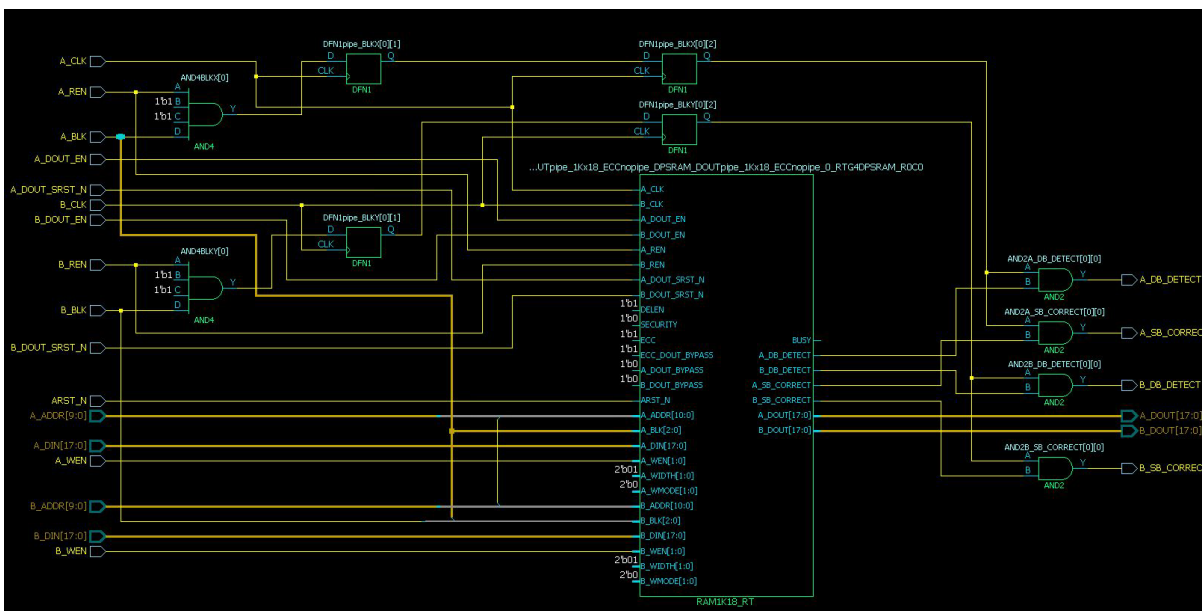 DFN1pipe_BLKX[0][1]
DFN1pipe_BLKX[0][2]
A_CLK
D Q
CLK
DFN1
D Q
CLK
DFN1
AND4BLKX[0]
A_REN
A
1'b1 B
1'b1 C
Y
A_BLK
D
AND4
DFN1pipe_BLKY[0][2]
D Q
CLK
DFN1
A_DOUT_EN
...UTpipe_1Kx18_ECCnopipe_DPSRAM_DOUTpipe_1Kx18_ECCnopipe_0_RTG4DPSRAM_R0C0
A_DOUT_SRST_N
B_CLK
B_DOUT_EN
DFN1pipe_BLKY[0][1]
D Q
CLK
DFN1
AND4BLKY[0]
B_REN
A
1'b1 B
1'b1 C
Y
B_BLK
D
AND4
B_DOUT_SRST_N
ARST_N
A_ADDR[9:0]
A_DIN[17:0]
A_WEN
B_ADDR[9:0]
B_DIN[17:0]
B_WEN
A_CLK
B_CLK
A_DOUT_EN
B_DOUT_EN
A_REN
B_REN
A_DOUT_SRST_N
B_DOUT_SRST_N
1'b1 DELEN
1'b0 SECURITY
1'b1 ECC
1'b1 ECC_DOUT_BYPASS
1'b0 A_DOUT_BYPASS
1'b0 B_DOUT_BYPASS
ARST_N
A_ADDR[10:0]
A_BLK[2:0]
A_DIN[17:0]
A_WEN[1:0]
2'b01 A_WIDTH[1:0]
2'b0 A_WMODE[1:0]
B_ADDR[10:0]
B_BLK[2:0]
B_DIN[17:0]
B_WEN[1:0]
2'b01 B_WIDTH[1:0]
2'b0 B_WMODE[1:0]
BUSY
A_DB_DETECT
B_DB_DETECT
A_SB_CORRECT
B_SB_CORRECT
A_DOUT[17:0]
B_DOUT[17:0]
RAM1K18_RT
AND2A_DB_DETECT[0][0]
A
B
Y
AND2
A_DB_DETECT
AND2A_SB_CORRECT[0][0]
A
B
Y
AND2
A_SB_CORREC
AND2B_DB_DETECT[0][0]
A
B
Y
AND2
B_DB_DETECT
A_DOUT[17:0]
B_DOUT[17:0]
AND2B_SB_CORRECT[0][0]
A
B
Y
AND2
B_SB_CORREC